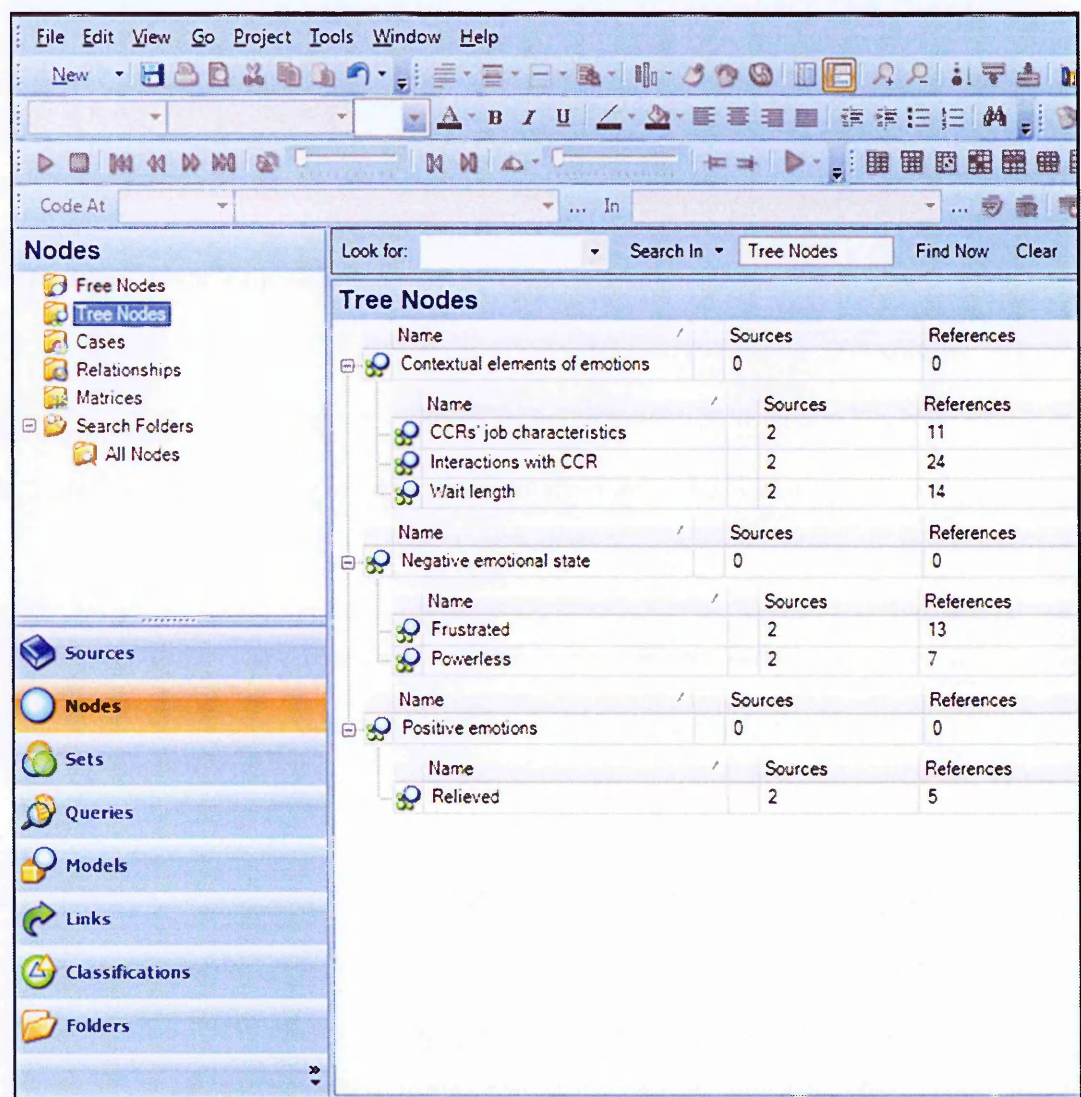 File Edit View Go Project Tools Window Help
New
A B I U
Code At ... In ...
Nodes
Free Nodes
Tree Nodes
Cases
Relationships
Matrices
Search Folders
All Nodes
Sources
Nodes
Sets
Queries
Models
Links
Classifications
Folders
Look for: Search In Tree Nodes Find Now Clear
Tree Nodes
Name Sources References
Contextual elements of emotions 0 0
Name Sources References
CCRs' job characteristics 2 11
Interactions with CCR 2 24
Wait length 2 14
Name Sources References
Negative emotional state 0 0
Name Sources References
Frustrated 2 13
Powerless 2 7
Name Sources References
Positive emotions 0 0
Name Sources References
Relieved 2 5